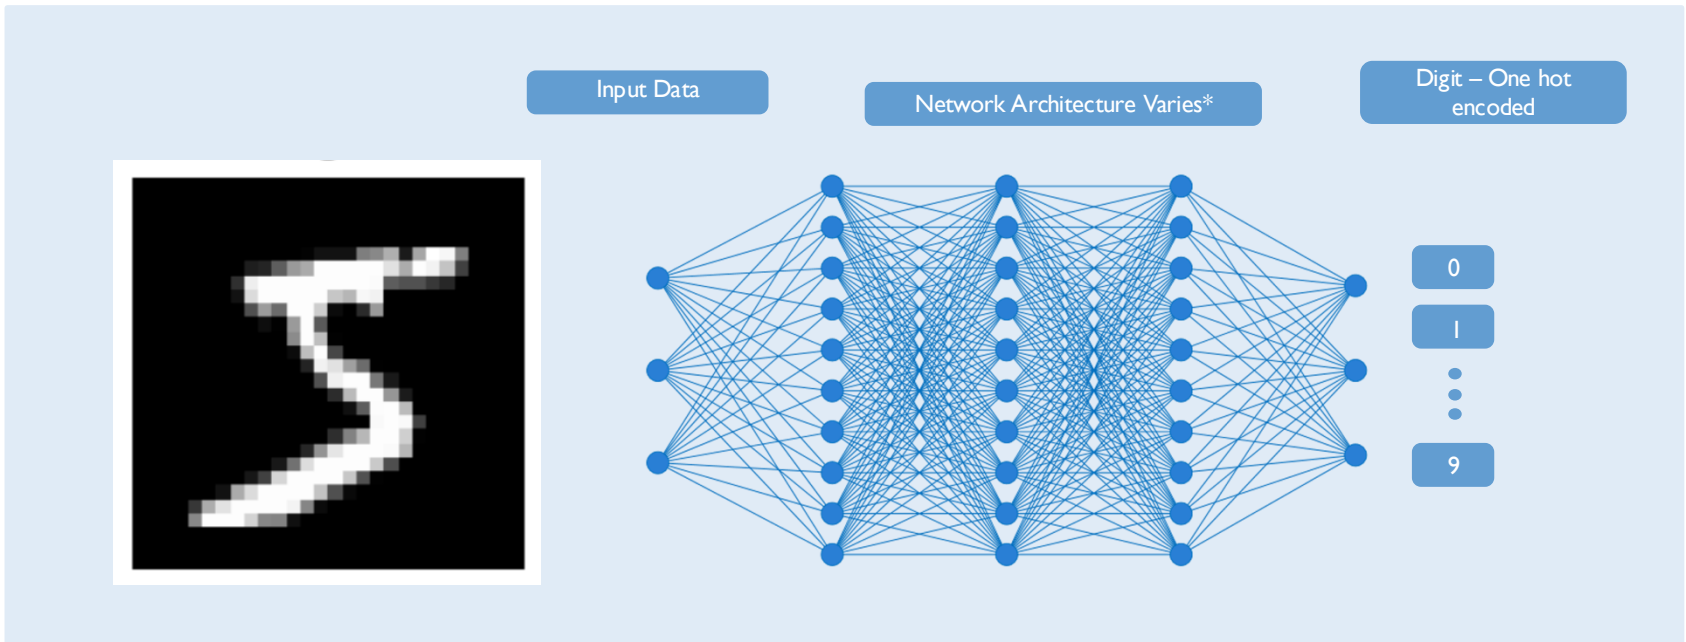 Input Data
Network Architecture Varies*
Digit – One hot
encoded
0
1
9